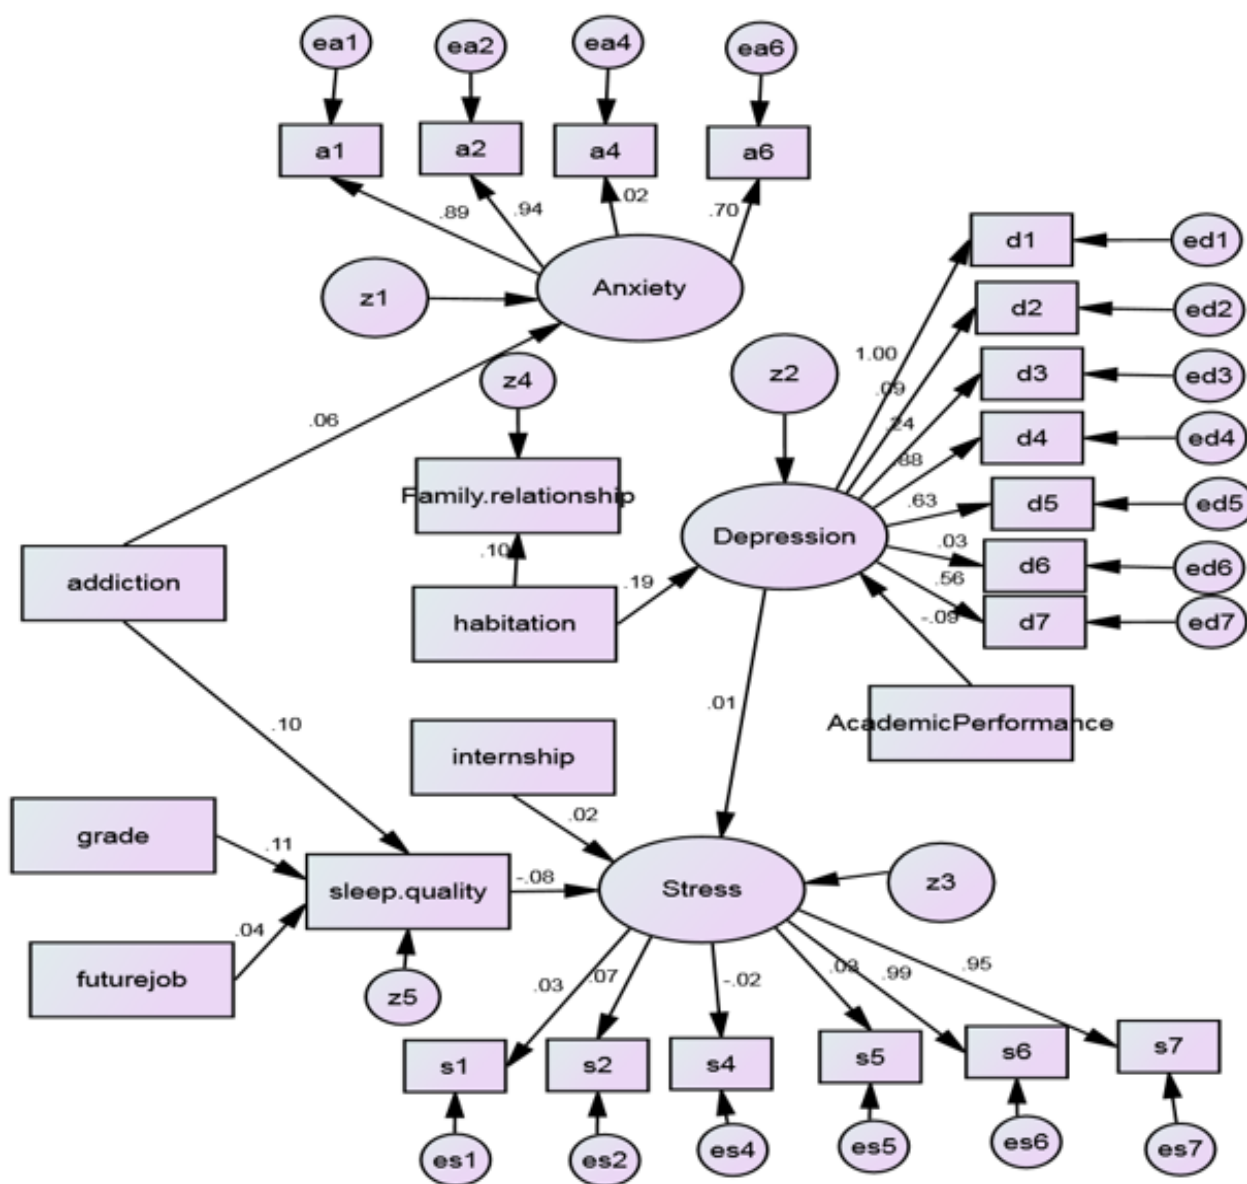 ea1
ea2
ea4
ea6
a1
a2
a4
a6
.89
.94
.02
.70
Anxiety
z1
d1
ed1
d2
ed2
d3
ed3
d4
ed4
d5
ed5
d6
ed6
d7
ed7
1.00
.09
.24
.88
.63
.03
.56
-.09
z2
z4
.06
Family.relationship
.10
Depression
addiction
habitation
.19
.01
AcademicPerformance
.10
internship
.02
grade
.11
sleep.quality
-.08
Stress
z3
futurejob
.04
z5
.03
.07
-.02
.03
.99
.95
s1
s2
s4
s5
s6
s7
es1
es2
es4
es5
es6
es7